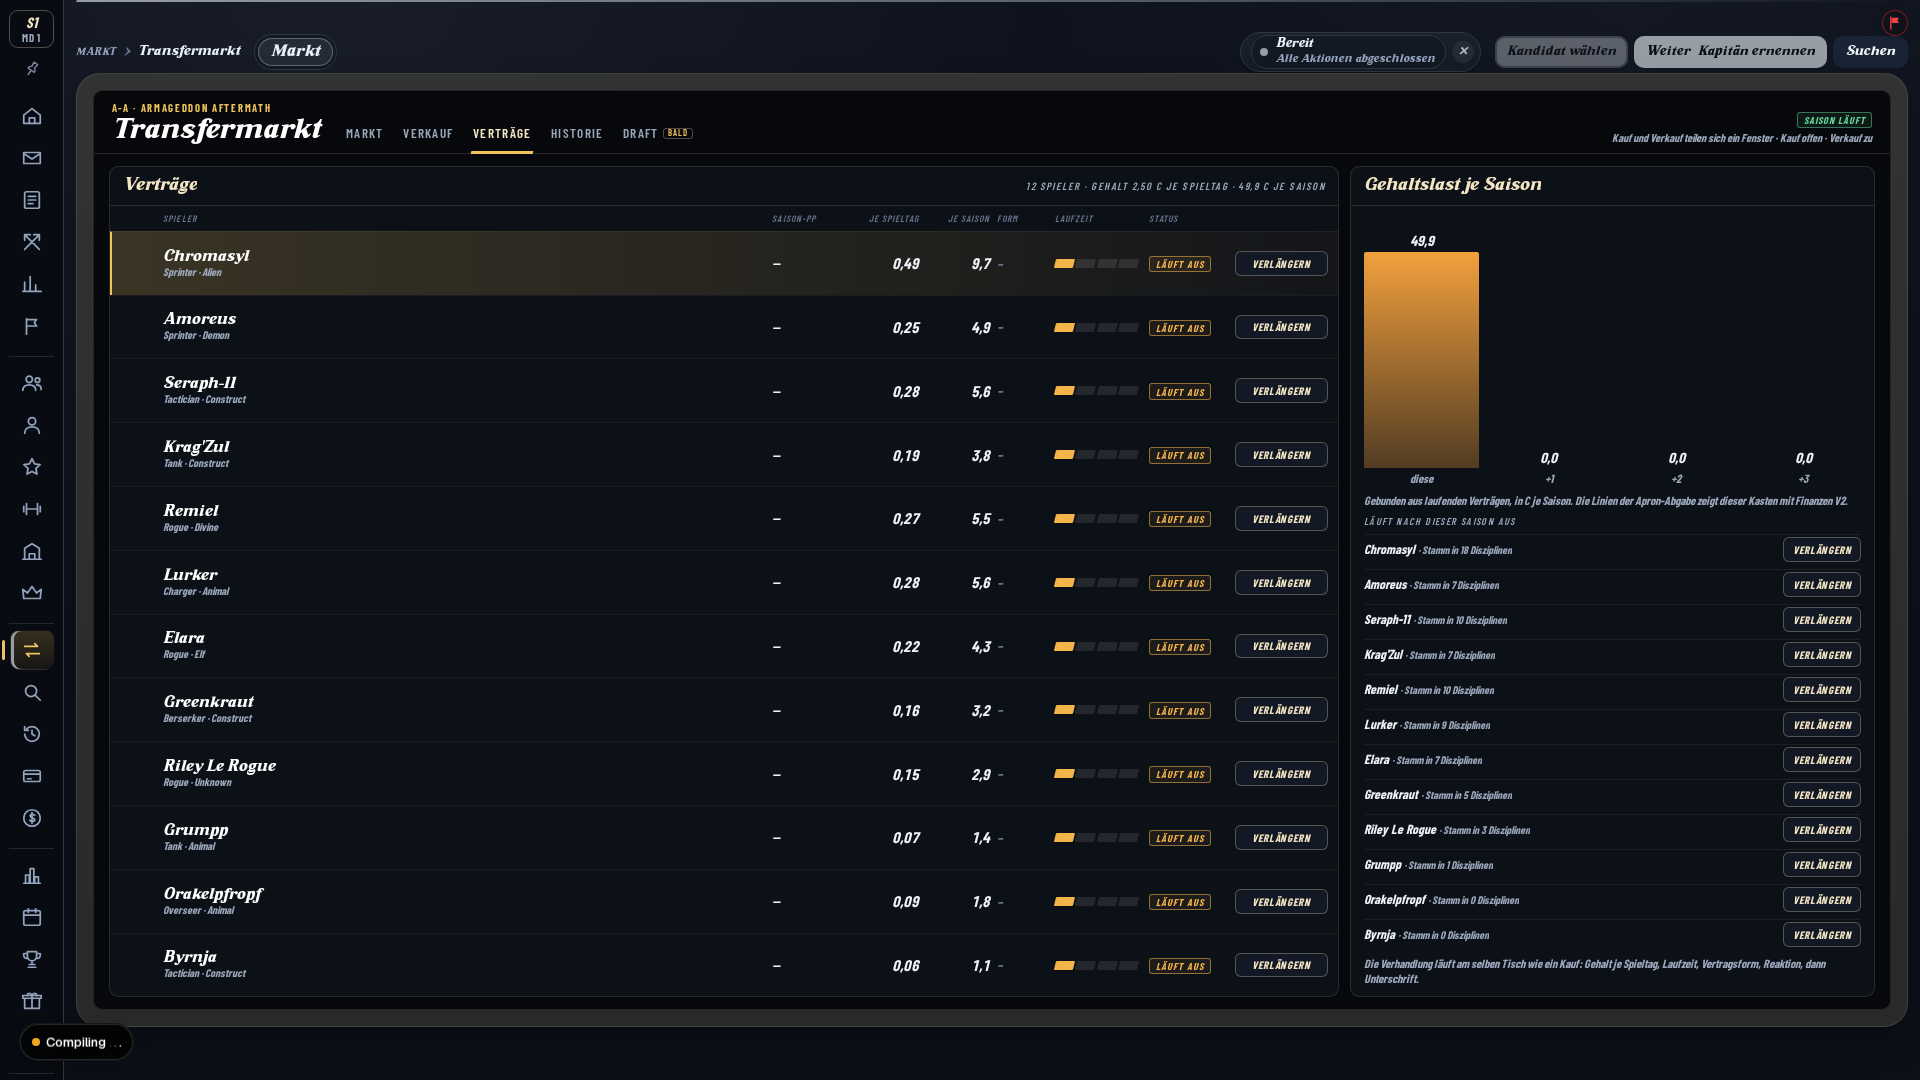 S1
MD1
MARKT > Transfermarkt Markt
Bereit
Alle Aktionen abgeschlossen
×
Kandidat wählen
Weiter Kapitän ernennen
Suchen
A-A · ARMAGEDDON AFTERMATH
Transfermarkt
MARKT VERKAUF VERTRÄGE HISTORIE DRAFT BALD
SAISON LÄUFT
Kauf und Verkauf teilen sich ein Fenster · Kauf offen · Verkauf zu
Verträge
12 SPIELER · GEHALT 2,50 C JE SPIELTAG · 49,9 C JE SAISON
SPIELER SAISON-PP JE SPIELTAG JE SAISON FORM LAUFZEIT STATUS
Chromasyl
Sprinter · Alien
– 0,49 9,7 – LÄUFT AUS VERLÄNGERN
Amoreus
Sprinter · Demon
– 0,25 4,9 – LÄUFT AUS VERLÄNGERN
Seraph-11
Tactician · Construct
– 0,28 5,6 – LÄUFT AUS VERLÄNGERN
Krag'Zul
Tank · Construct
– 0,19 3,8 – LÄUFT AUS VERLÄNGERN
Remiel
Rogue · Divine
– 0,27 5,5 – LÄUFT AUS VERLÄNGERN
Lurker
Charger · Animal
– 0,28 5,6 – LÄUFT AUS VERLÄNGERN
Elara
Rogue · Elf
– 0,22 4,3 – LÄUFT AUS VERLÄNGERN
Greenkraut
Berserker · Construct
– 0,16 3,2 – LÄUFT AUS VERLÄNGERN
Riley Le Rogue
Rogue · Unknown
– 0,15 2,9 – LÄUFT AUS VERLÄNGERN
Grumpp
Tank · Animal
– 0,07 1,4 – LÄUFT AUS VERLÄNGERN
Orakelpfropf
Overseer · Animal
– 0,09 1,8 – LÄUFT AUS VERLÄNGERN
Byrnja
Tactician · Construct
– 0,06 1,1 – LÄUFT AUS VERLÄNGERN
Gehaltslast je Saison
49,9 0,0 0,0 0,0
diese +1 +2 +3
Gebunden aus laufenden Verträgen, in C je Saison. Die Linien der Apron-Abgabe zeigt dieser Kasten mit Finanzen V2.
LÄUFT NACH DIESER SAISON AUS
Chromasyl · Stamm in 18 Disziplinen VERLÄNGERN
Amoreus · Stamm in 7 Disziplinen VERLÄNGERN
Seraph-11 · Stamm in 10 Disziplinen VERLÄNGERN
Krag'Zul · Stamm in 7 Disziplinen VERLÄNGERN
Remiel · Stamm in 10 Disziplinen VERLÄNGERN
Lurker · Stamm in 9 Disziplinen VERLÄNGERN
Elara · Stamm in 7 Disziplinen VERLÄNGERN
Greenkraut · Stamm in 5 Disziplinen VERLÄNGERN
Riley Le Rogue · Stamm in 3 Disziplinen VERLÄNGERN
Grumpp · Stamm in 1 Disziplinen VERLÄNGERN
Orakelpfropf · Stamm in 0 Disziplinen VERLÄNGERN
Byrnja · Stamm in 0 Disziplinen VERLÄNGERN
Die Verhandlung läuft am selben Tisch wie ein Kauf: Gehalt je Spieltag, Laufzeit, Vertragsform, Reaktion, dann
Unterschrift.
Compiling ...